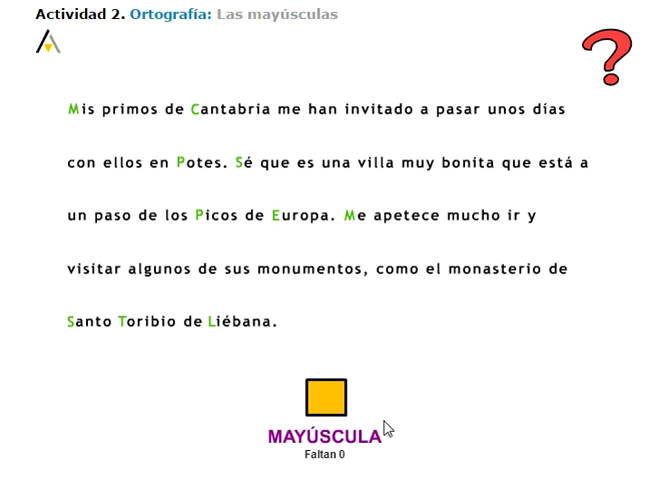 Actividad 2. Ortografía: Las mayúsculas
Mis primos de Cantabria me han invitado a pasar unos días
con ellos en Potes. Sé que es una villa muy bonita que está a
un paso de los Picos de Europa. Me apetece mucho ir y
visitar algunos de sus monumentos, como el monasterio de
Santo Toribio de Liébana.
MAYÚSCULA
Faltan 0